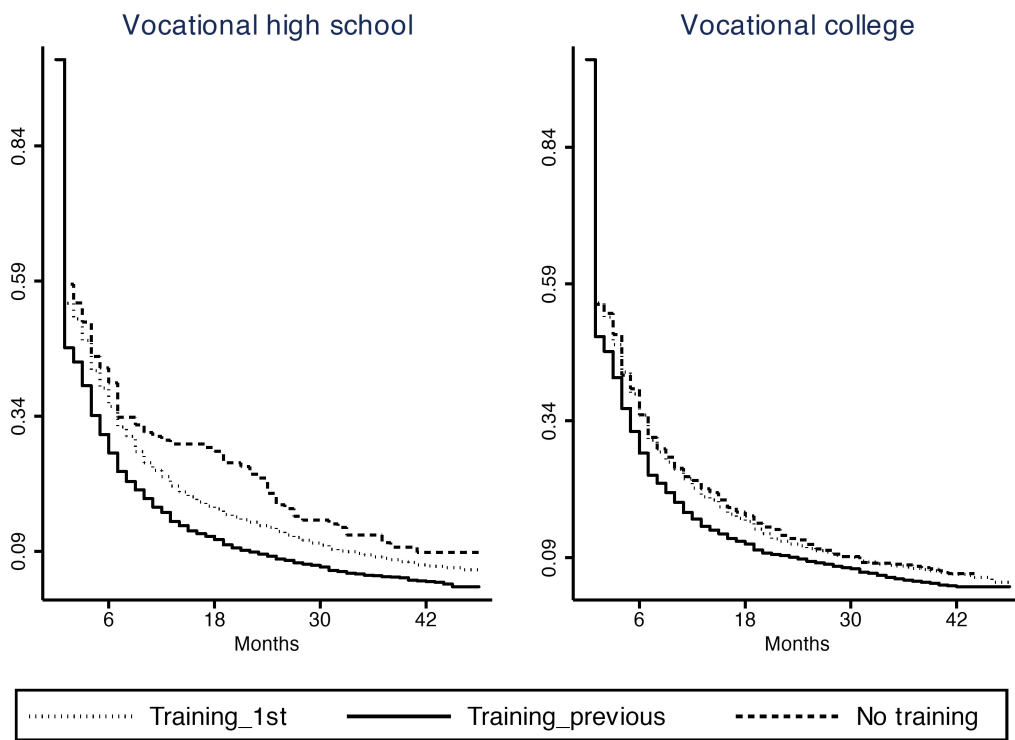 Vocational high school
Vocational college
0.84
0.59
0.34
0.09
6 18 30 42
Months
0.84
0.59
0.34
0.09
6 18 30 42
Months
Training_1st Training_previous No training